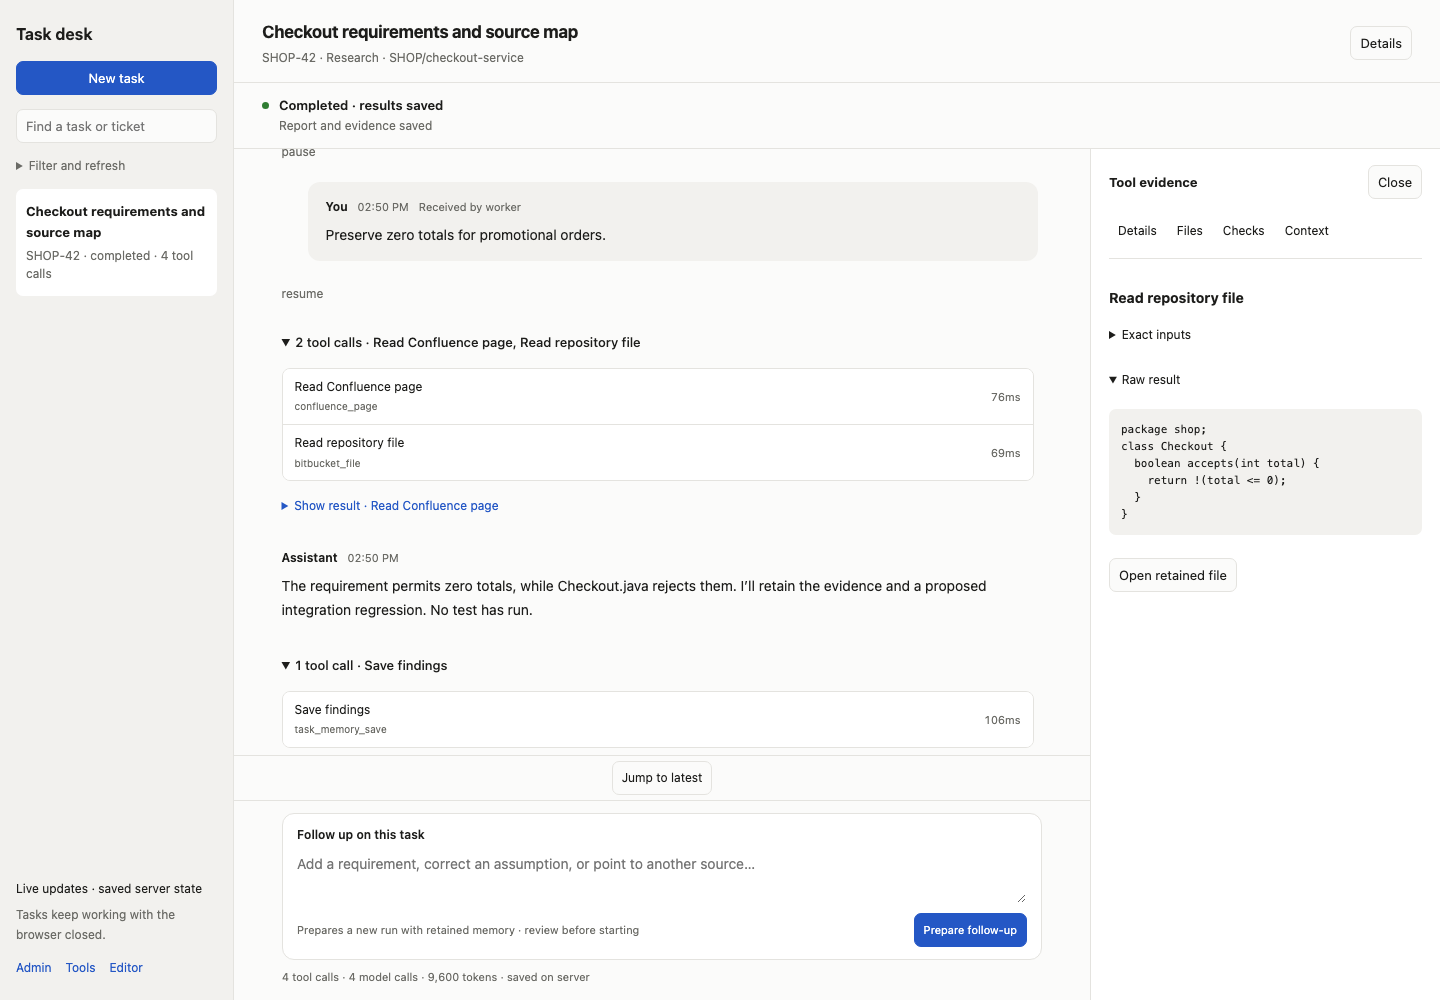 Task desk
New task
Find a task or ticket
Filter and refresh
Checkout requirements and
source map
SHOP-42 · completed · 4 tool
calls
Live updates · saved server state
Tasks keep working with the
browser closed.
Admin Tools Editor
Checkout requirements and source map
SHOP-42 · Research · SHOP/checkout-service
Details
Completed · results saved
Report and evidence saved
pause
You 02:50 PM Received by worker
Preserve zero totals for promotional orders.
resume
2 tool calls · Read Confluence page, Read repository file
Read Confluence page
confluence_page
76ms
Read repository file
bitbucket_file
69ms
Show result · Read Confluence page
Assistant 02:50 PM
The requirement permits zero totals, while Checkout.java rejects them. I’ll retain the evidence and a proposed
integration regression. No test has run.
1 tool call · Save findings
Save findings
task_memory_save
106ms
Jump to latest
Follow up on this task
Add a requirement, correct an assumption, or point to another source...
Prepares a new run with retained memory · review before starting
Prepare follow-up
4 tool calls · 4 model calls · 9,600 tokens · saved on server
Tool evidence
Close
Details Files Checks Context
Read repository file
Exact inputs
Raw result
package shop;
class Checkout {
  boolean accepts(int total) {
    return !(total <= 0);
  }
}
Open retained file